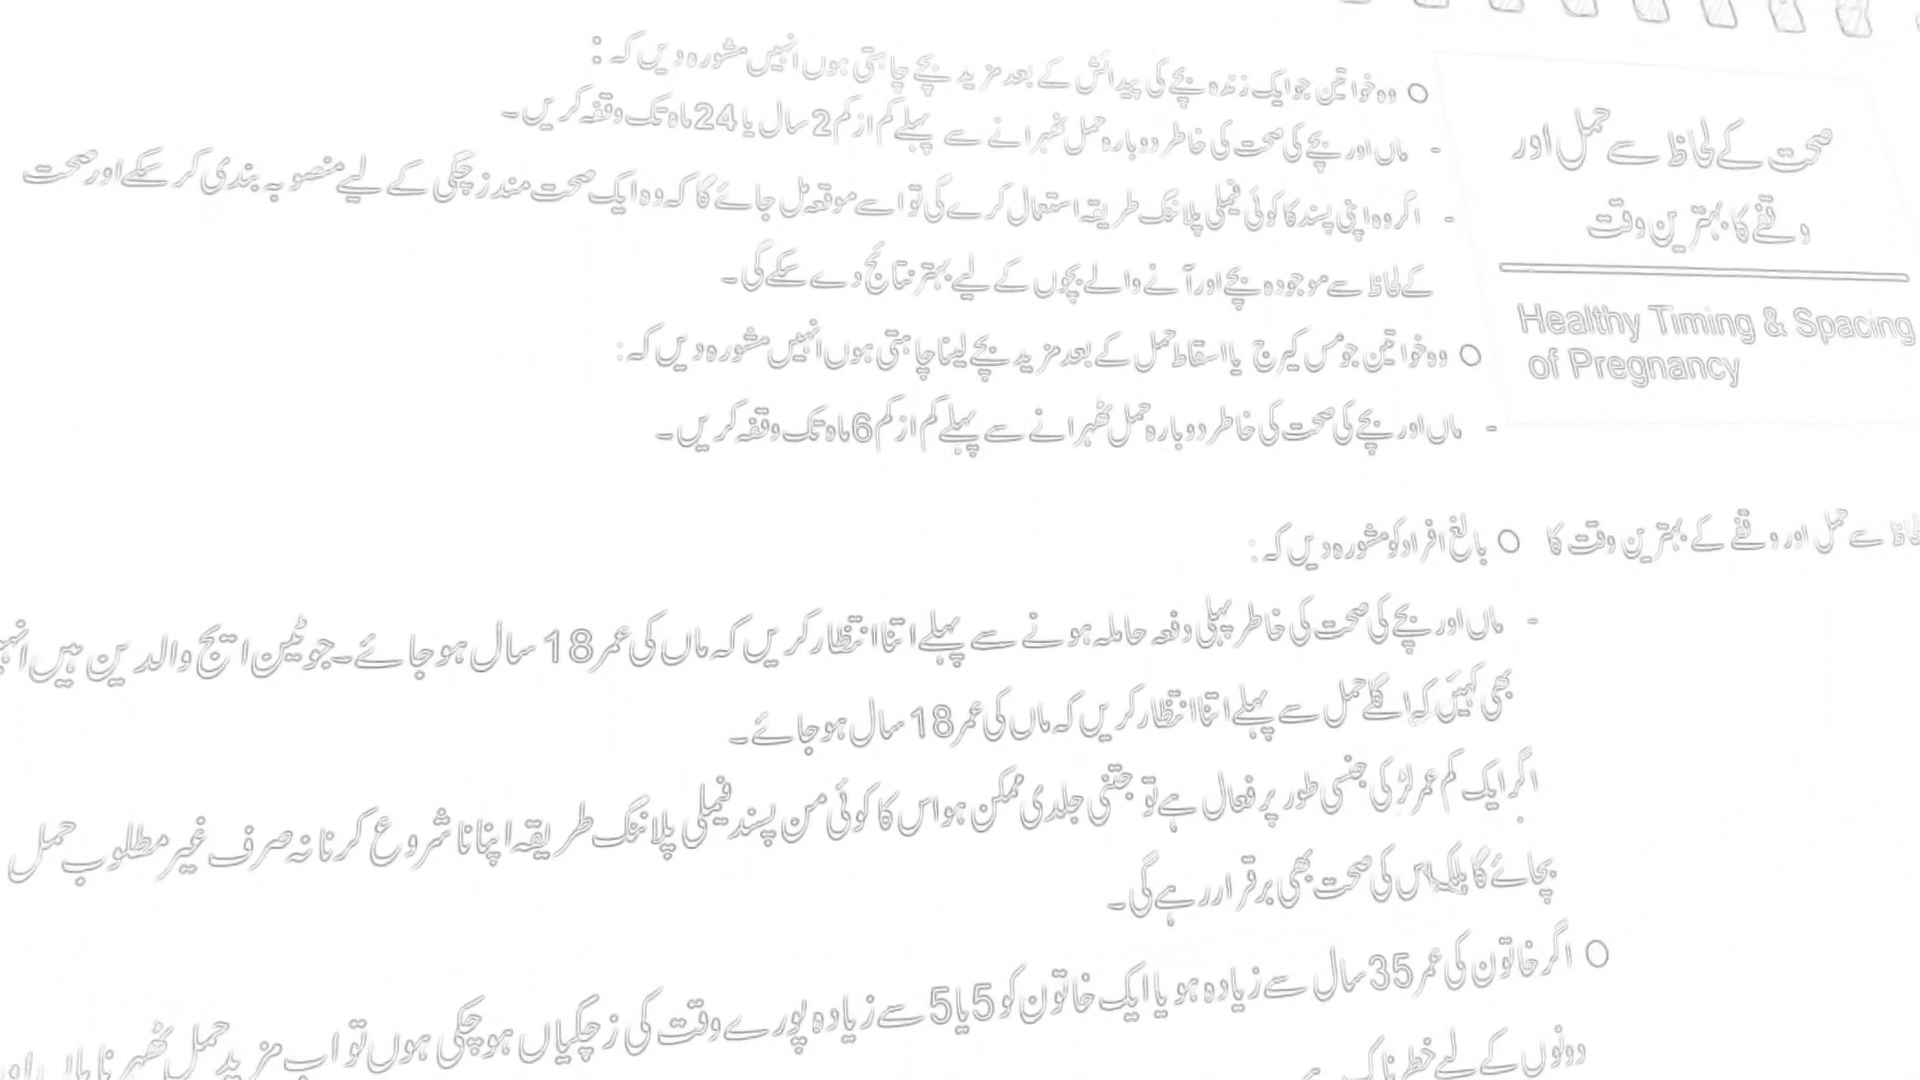 صحت کے لحاظ سے حمل اور
وقفے کا بہترین وقت
Healthy Timing & Spacing
of Pregnancy
○ وہ خواتین جو ایک زندہ بچے کی پیدائش کے بعد مزید بچے چاہتی ہوں انہیں مشورہ دیں کہ :
- ماں اور بچے کی صحت کی خاطر دوبارہ حمل ٹھہرانے سے پہلے کم از کم 2 سال یا 24 ماہ تک وقفہ کریں۔
- اگر وہ اپنی پسند کا کوئی فیملی پلاننگ طریقہ استعمال کرے گی تو اسے موقعہ مل جائے گا کہ وہ ایک صحت مند زچگی کے لیے منصوبہ بندی کر سکے اور صحت
کے لحاظ سے موجودہ بچے اور آنے والے بچوں کے لیے بہتر نتائج دے سکے گی۔
○ وہ خواتین جو مس کیرج یا اسقاط حمل کے بعد مزید بچے لینا چاہتی ہوں انہیں مشورہ دیں کہ:
- ماں اور بچے کی صحت کی خاطر دوبارہ حمل ٹھہرانے سے پہلے کم از کم 6 ماہ تک وقفہ کریں۔
لحاظ سے حمل اور وقفے کے بہترین وقت کا
○ بالغ افراد کو مشورہ دیں کہ:
- ماں اور بچے کی صحت کی خاطر پہلی دفعہ حاملہ ہونے سے پہلے اتنا انتظار کریں کہ ماں کی عمر 18 سال ہو جائے۔ جو ٹین ایج والدین ہیں
بھی کہیں کہ اگلے حمل سے پہلے اتنا انتظار کریں کہ ماں کی عمر 18 سال ہو جائے۔
اگر ایک کم عمر لڑکی جنسی طور پر فعال ہے تو جتنی جلدی ممکن ہو اس کا کوئی من پسند فیملی پلاننگ طریقہ اپنانا شروع کرنا نہ صرف غیر مطلوب حمل
بچائے گا بلکہ اس کی صحت بھی برقرار رہے گی۔
○ اگر خاتون کی عمر 35 سال سے زیادہ ہو یا ایک خاتون کو 5 یا 5 سے زیادہ پورے وقت کی زچگیاں ہو چکی ہوں تو اب مزید حمل ٹھہرنا
دونوں کے لیے خطرناک